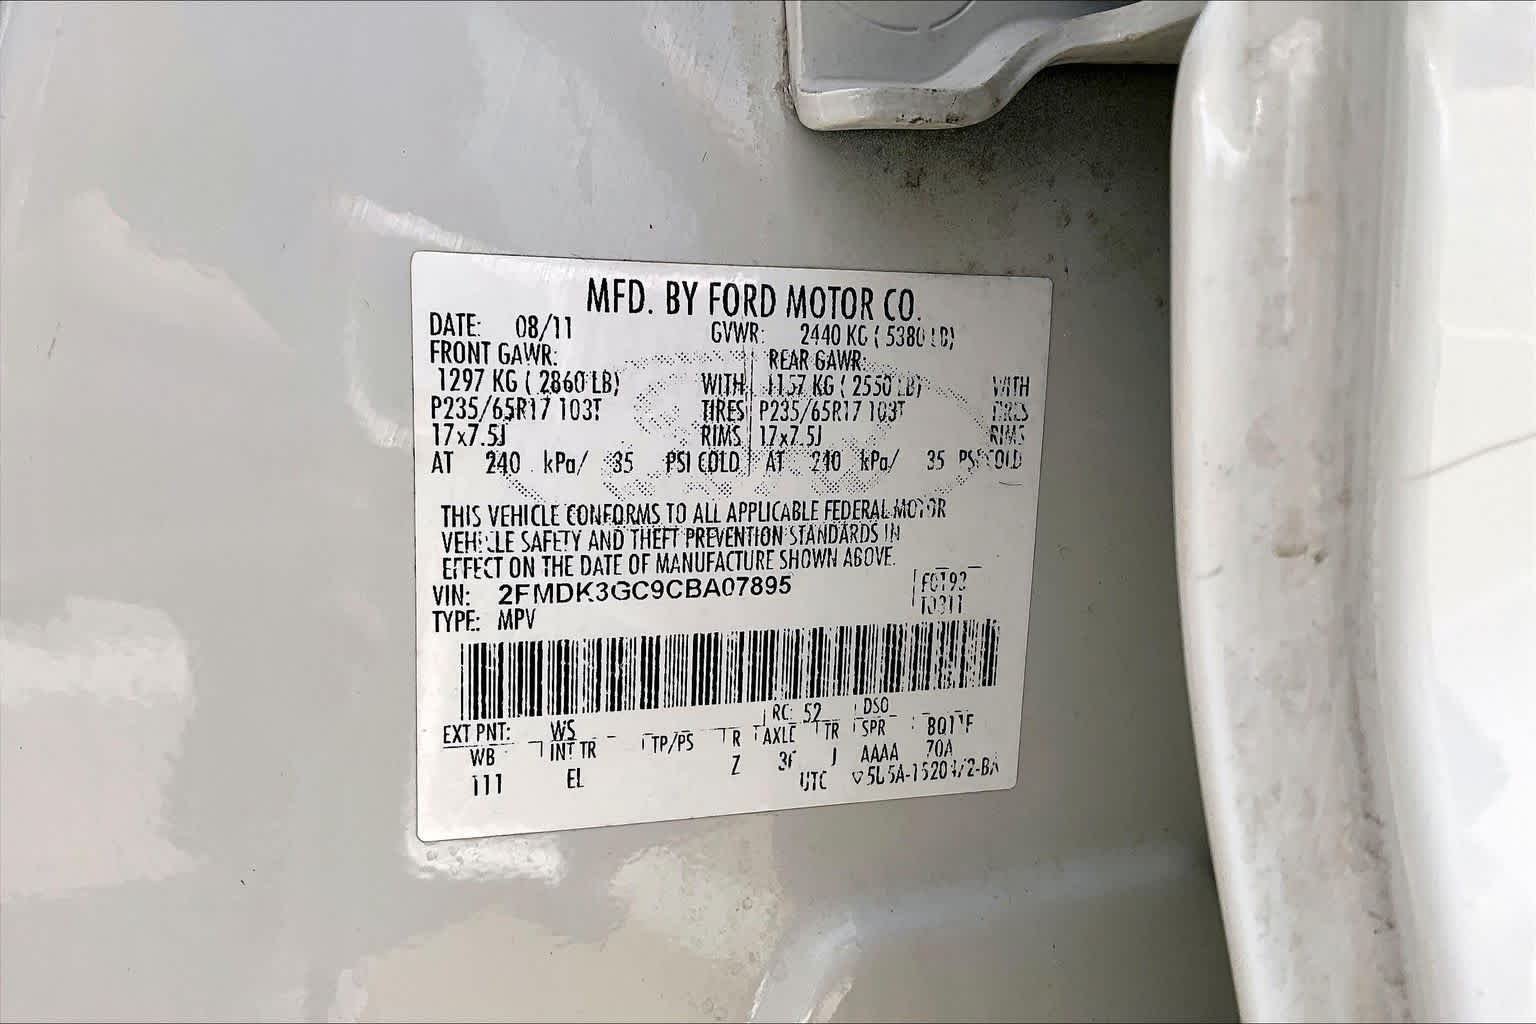 MFD. BY FORD MOTOR CO.
DATE: 08/11 GVWR: 2440 KG ( 5380 LB)
FRONT GAWR: REAR GAWR:
1297 KG ( 2860 LB) WITH 1157 KG ( 2550 LB) WITH
P235/65R17 103T TIRES P235/65R17 103T TIRES
17x7.5J RIMS 17x7.5J RIMS
AT 240 kPa/ 35 PSI COLD AT 240 kPa/ 35 PSI COLD
THIS VEHICLE CONFORMS TO ALL APPLICABLE FEDERAL MOTOR
VEHICLE SAFETY AND THEFT PREVENTION STANDARDS IN
EFFECT ON THE DATE OF MANUFACTURE SHOWN ABOVE.
VIN: 2FMDK3GC9CBA07895
TYPE: MPV
EXT PNT: WS RC: 52 DSO
WB INT TR TP/PS R AXLE TR SPR
111 EL Z J AAAA 70A
UTC